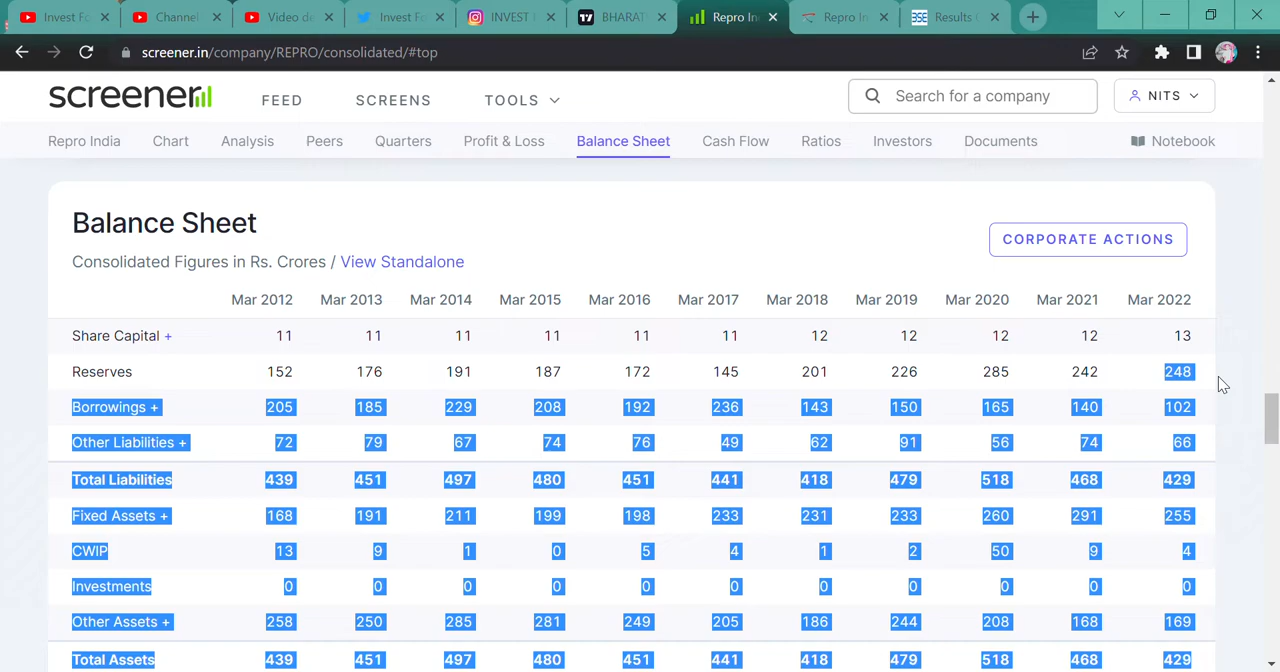 Invest Fo
Channel
Video de
Invest Fo
INVEST
BHARAT
Repro In
Repro In
Results
screener.in/company/REPRO/consolidated/#top
screener
FEED
SCREENS
TOOLS
Search for a company
NITS
Repro India
Chart
Analysis
Peers
Quarters
Profit & Loss
Balance Sheet
Cash Flow
Ratios
Investors
Documents
Notebook
Balance Sheet
CORPORATE ACTIONS
Consolidated Figures in Rs. Crores / View Standalone
Mar 2012 Mar 2013 Mar 2014 Mar 2015 Mar 2016 Mar 2017 Mar 2018 Mar 2019 Mar 2020 Mar 2021 Mar 2022
Share Capital + 11 11 11 11 11 11 12 12 12 12 13
Reserves 152 176 191 187 172 145 201 226 285 242 248
Borrowings + 205 185 229 208 192 236 143 150 165 140 102
Other Liabilities + 72 79 67 74 76 49 62 91 56 74 66
Total Liabilities 439 451 497 480 451 441 418 479 518 468 429
Fixed Assets + 168 191 211 199 198 233 231 233 260 291 255
CWIP 13 9 1 0 5 4 1 2 50 9 4
Investments 0 0 0 0 0 0 0 0 0 0 0
Other Assets + 258 250 285 281 249 205 186 244 208 168 169
Total Assets 439 451 497 480 451 441 418 479 518 468 429